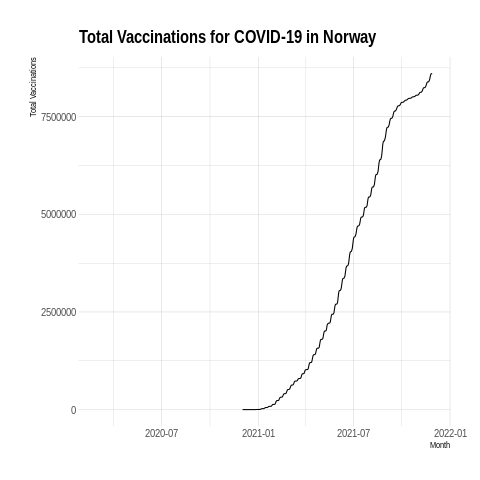 Total Vaccinations for COVID-19 in Norway
Total Vaccinations
7500000
5000000
2500000
0
2020-07 2021-01 2021-07 2022-01
Month